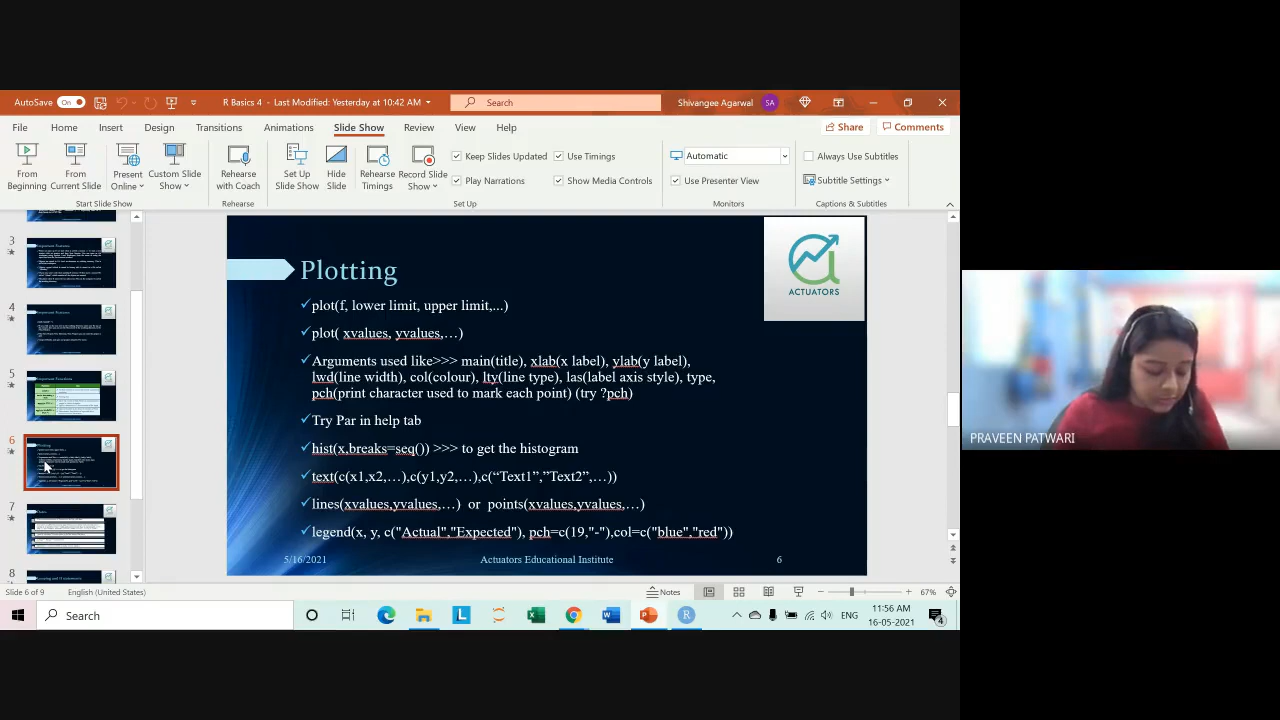 AutoSave On R Basics 4 - Last Modified: Yesterday at 10:42 AM Search Shivangee Agarwal SA
File Home Insert Design Transitions Animations Slide Show Review View Help Share Comments
From Beginning From Current Slide Present Online Custom Slide Show Rehearse with Coach Set Up Slide Show Hide Slide Rehearse Timings Record Slide Show
Keep Slides Updated Use Timings Automatic Always Use Subtitles
Play Narrations Show Media Controls Use Presenter View Subtitle Settings
Start Slide Show Rehearse Set Up Monitors Captions & Subtitles
3
4
5
6
7
8
ACTUATORS
Plotting
plot(f, lower limit, upper limit,...)
plot( xvalues, yvalues,…)
Arguments used like>>> main(title), xlab(x label), ylab(y label),
lwd(line width), col(colour), lty(line type), las(label axis style), type,
pch(print character used to mark each point) (try ?pch)
Try Par in help tab
hist(x,breaks=seq()) >>> to plot the histogram
text(c(x1,x2,…),c(y1,y2,…),c(“Text1”,”Text2”,…))
lines(xvalues,yvalues,…) or points(xvalues,yvalues,…)
legend(x, y, c("Actual","Expected"), pch=c(19,"-"),col=c("blue","red"))
5/16/2021 Actuators Educational Institute 6
PRAVEEN PATWARI
Slide 6 of 9 English (United States) Notes 67%
Search ENG 11:56 AM
16-05-2021 4